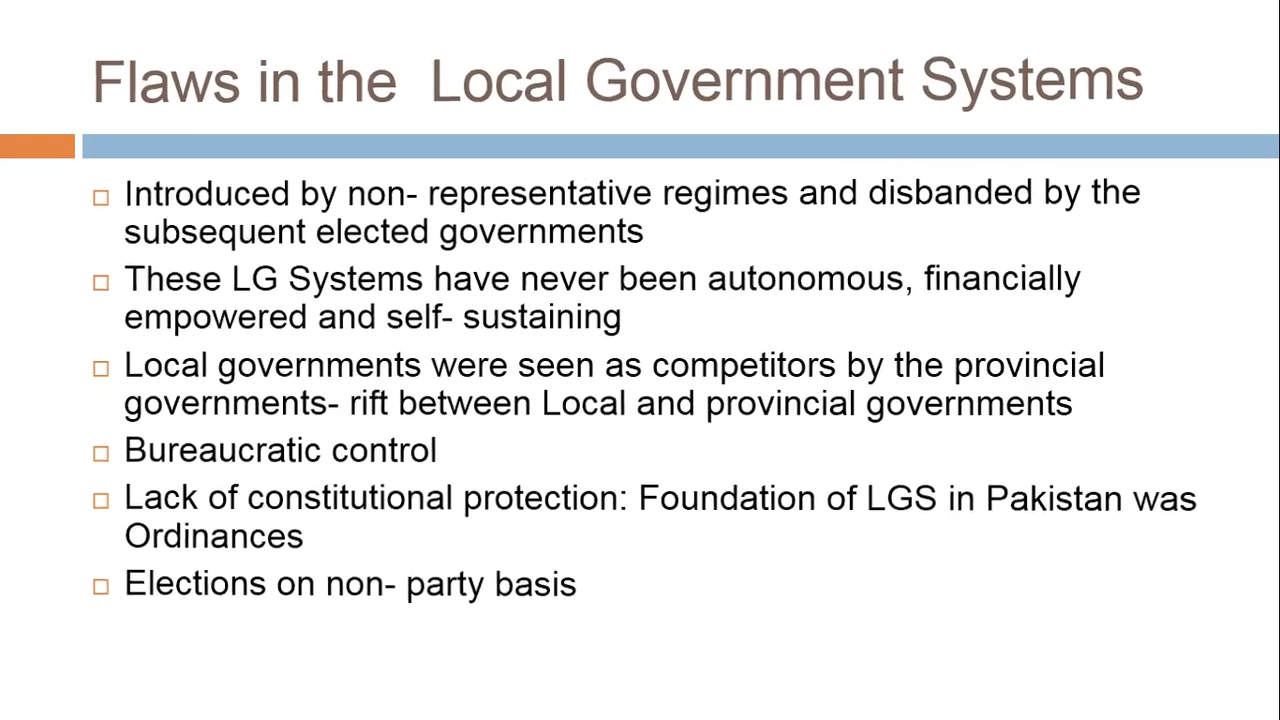 Flaws in the Local Government Systems
Introduced by non- representative regimes and disbanded by the
subsequent elected governments
These LG Systems have never been autonomous, financially
empowered and self- sustaining
Local governments were seen as competitors by the provincial
governments- rift between Local and provincial governments
Bureaucratic control
Lack of constitutional protection: Foundation of LGS in Pakistan was
Ordinances
Elections on non- party basis